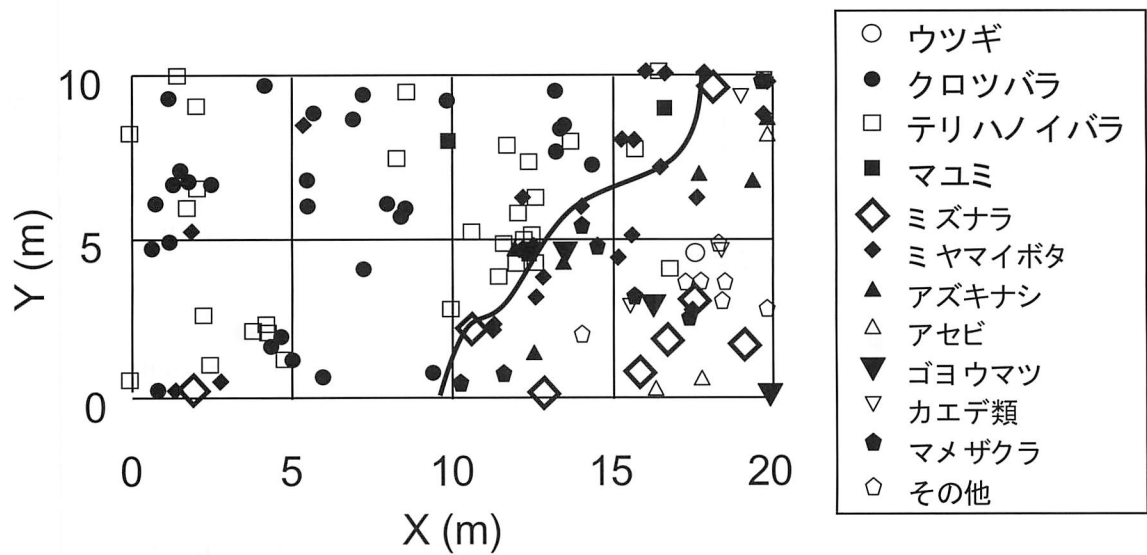 10
5
0
Y (m)
0
5
10
15
20
X (m)
ウツギ
クロツバラ
テリハノイバラ
マユミ
ミズナラ
ミヤマイボタ
アズキナシ
アセビ
ゴヨウマツ
カエデ類
マメザクラ
その他